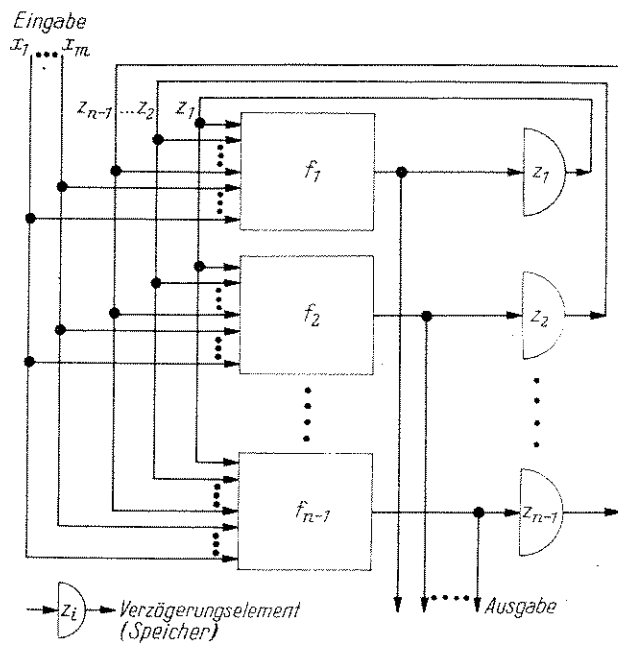 Eingabe
x₁ ••• xₘ
zₙ₋₁ ... z₂ z₁
f₁
z₁
f₂
z₂
fₙ₋₁
zₙ₋₁
zᵢ
Verzögerungselement
(Speicher)
Ausgabe